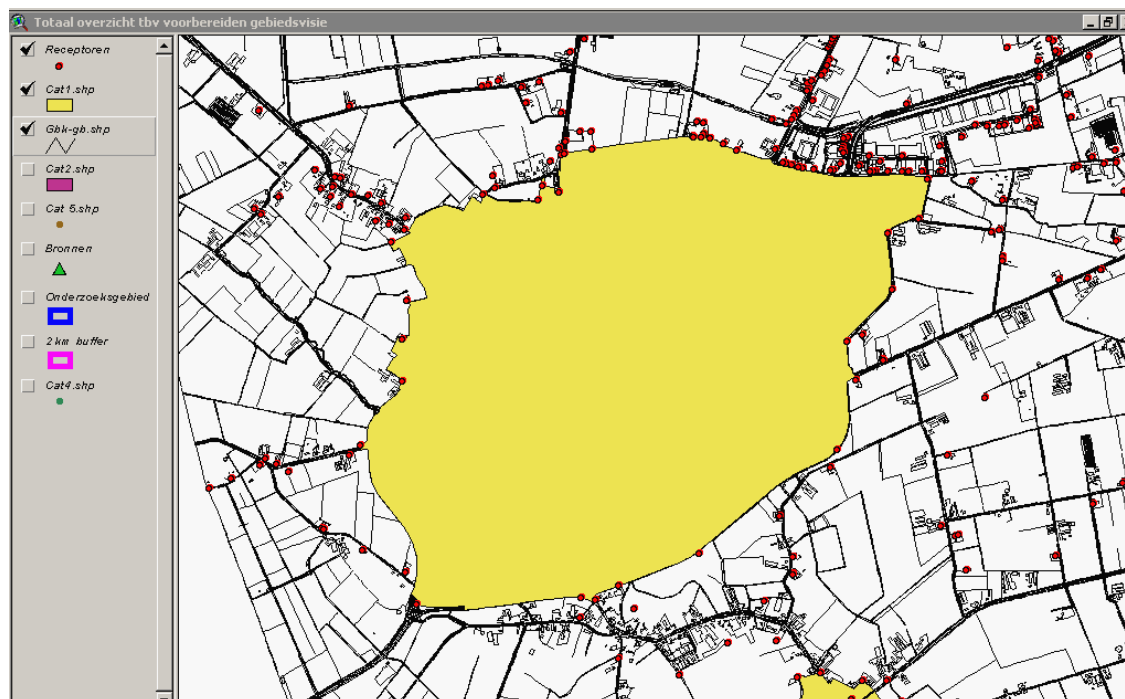 Totaal overzicht tbv voorbereiden gebiedsvisie
Receptoren
Cat1.shp
Gbk-gb.shp
Cat2.shp
Cat 5.shp
Bronnen
Onderzoeksgebied
2 km buffer
Cat4.shp